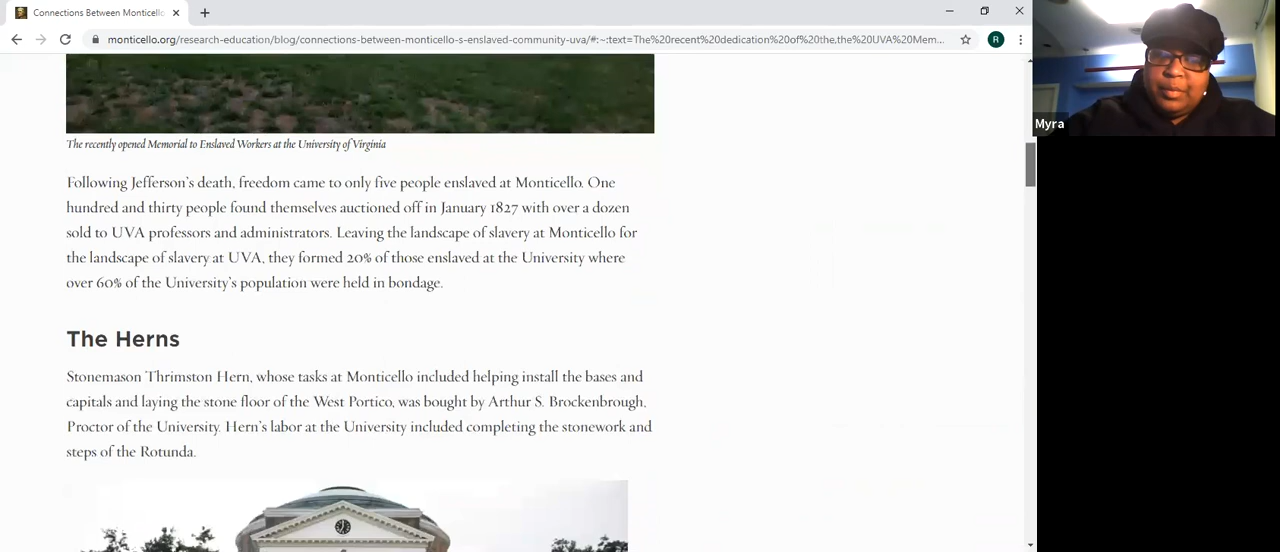 Connections Between Monticello
monticello.org/research-education/blog/connections-between-monticello-s-enslaved-community-uva/#:~:text=The%20recent%20dedication%20of%20the,the%20UVA%20Mem...
R
Myra
The recently opened Memorial to Enslaved Workers at the University of Virginia
Following Jefferson's death, freedom came to only five people enslaved at Monticello. One
hundred and thirty people found themselves auctioned off in January 1827 with over a dozen
sold to UVA professors and administrators. Leaving the landscape of slavery at Monticello for
the landscape of slavery at UVA, they formed 20% of those enslaved at the University where
over 60% of the University's population were held in bondage.
The Herns
Stonemason Thrimston Hern, whose tasks at Monticello included helping install the bases and
capitals and laying the stone floor of the West Portico, was bought by Arthur S. Brockenbrough,
Proctor of the University. Hern's labor at the University included completing the stonework and
steps of the Rotunda.